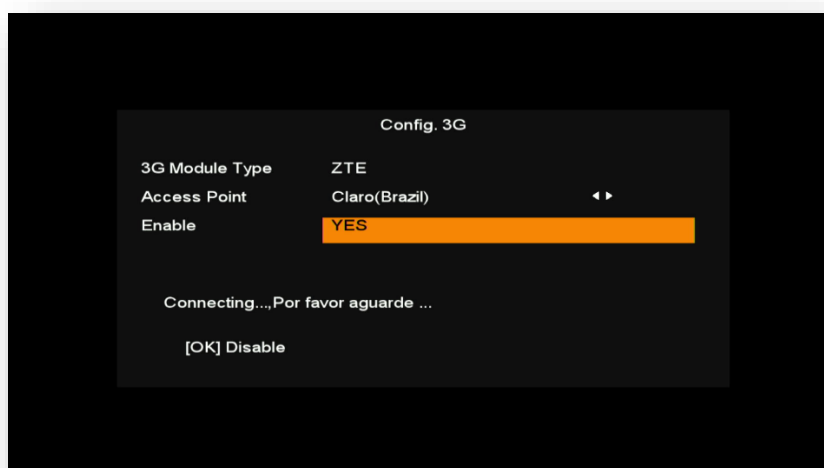 Config. 3G
3G Module Type ZTE
Access Point Claro(Brazil)
Enable YES
Connecting...,Por favor aguarde ...
[OK] Disable